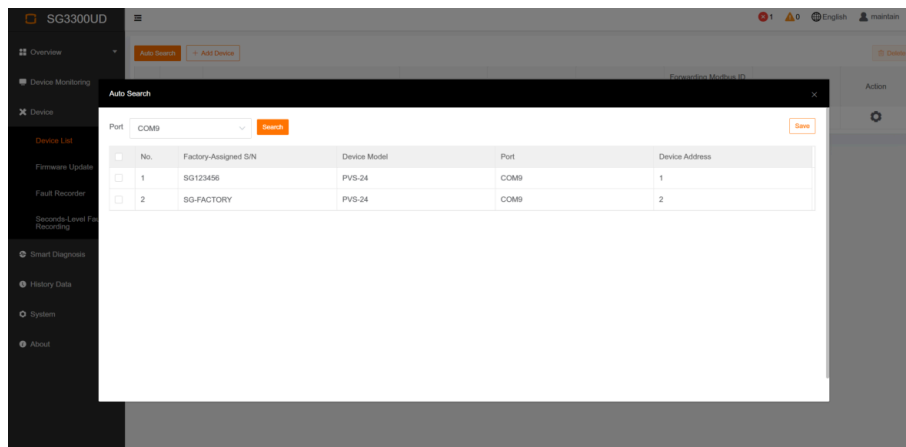 SG3300UD
1
0
English
maintain
Overview
Auto Search
+ Add Device
Device Monitoring
Forwarding Modbus ID
Action
Auto Search
Device
Port COM9 Search Save
Device List
No. Factory-Assigned S/N Device Model Port Device Address
Firmware Update
1 SG123456 PVS-24 COM9 1
Fault Recorder
2 SG-FACTORY PVS-24 COM9 2
Seconds-Level Fau
Recording
Smart Diagnosis
History Data
System
About